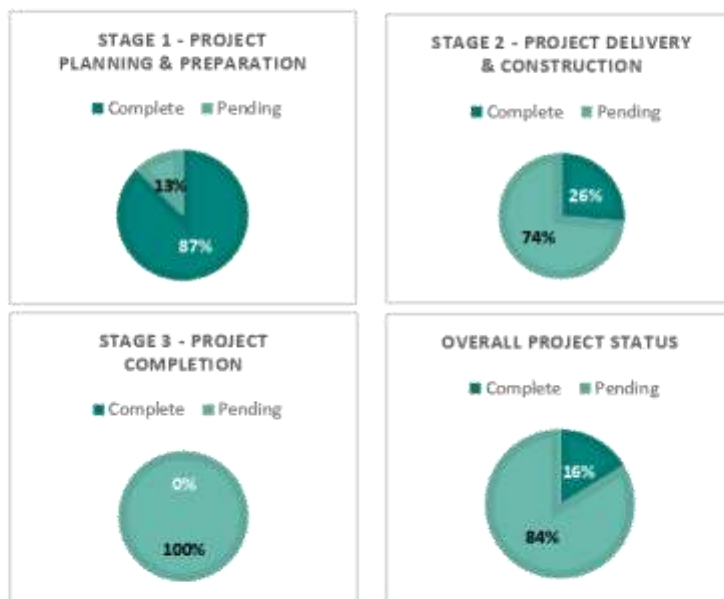 STAGE 1 - PROJECT
PLANNING & PREPARATION
Complete Pending
13%
87%
STAGE 2 - PROJECT DELIVERY
& CONSTRUCTION
Complete Pending
26%
74%
STAGE 3 - PROJECT
COMPLETION
Complete Pending
0%
100%
OVERALL PROJECT STATUS
Complete Pending
16%
84%